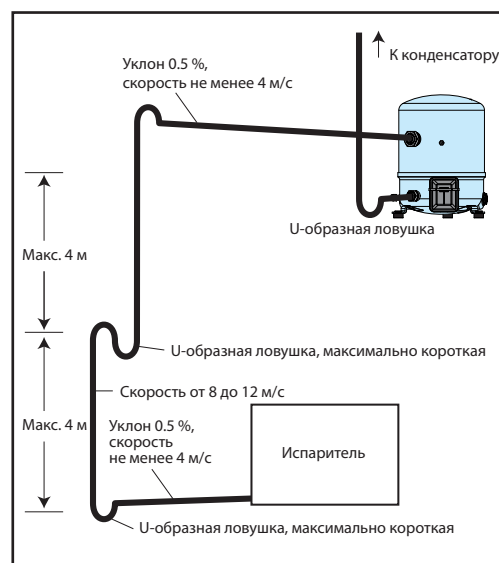 К конденсатору
Уклон 0.5 %,
скорость не менее 4 м/с
U-образная ловушка
Макс. 4 м
U-образная ловушка, максимально короткая
Скорость от 8 до 12 м/с
Макс. 4 м
Уклон 0.5 %,
скорость
не менее 4 м/с
Испаритель
U-образная ловушка, максимально короткая